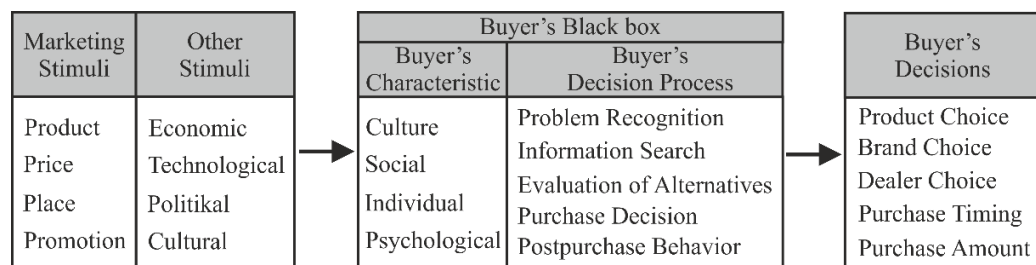 Marketing
Stimuli
Other
Stimuli
Product
Price
Place
Promotion
Economic
Technological
Politikal
Cultural
Buyer's Black box
Buyer's
Characteristic
Buyer's
Decision Process
Culture
Social
Individual
Psychological
Problem Recognition
Information Search
Evaluation of Alternatives
Purchase Decision
Postpurchase Behavior
Buyer's
Decisions
Product Choice
Brand Choice
Dealer Choice
Purchase Timing
Purchase Amount